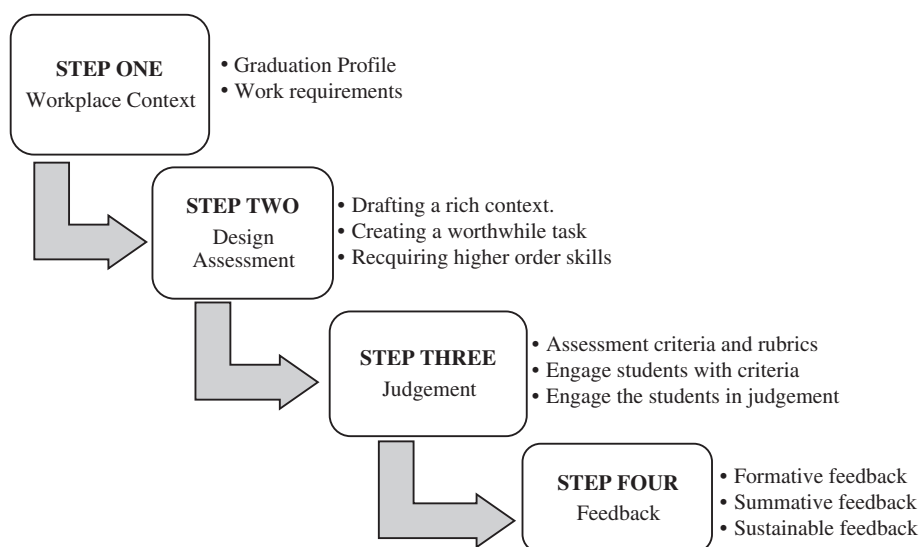 STEP ONE
Workplace Context
• Graduation Profile
• Work requirements
STEP TWO
Design
Assessment
• Drafting a rich context.
• Creating a worthwhile task
• Recquiring higher order skills
STEP THREE
Judgement
• Assessment criteria and rubrics
• Engage students with criteria
• Engage the students in judgement
STEP FOUR
Feedback
• Formative feedback
• Summative feedback
• Sustainable feedback